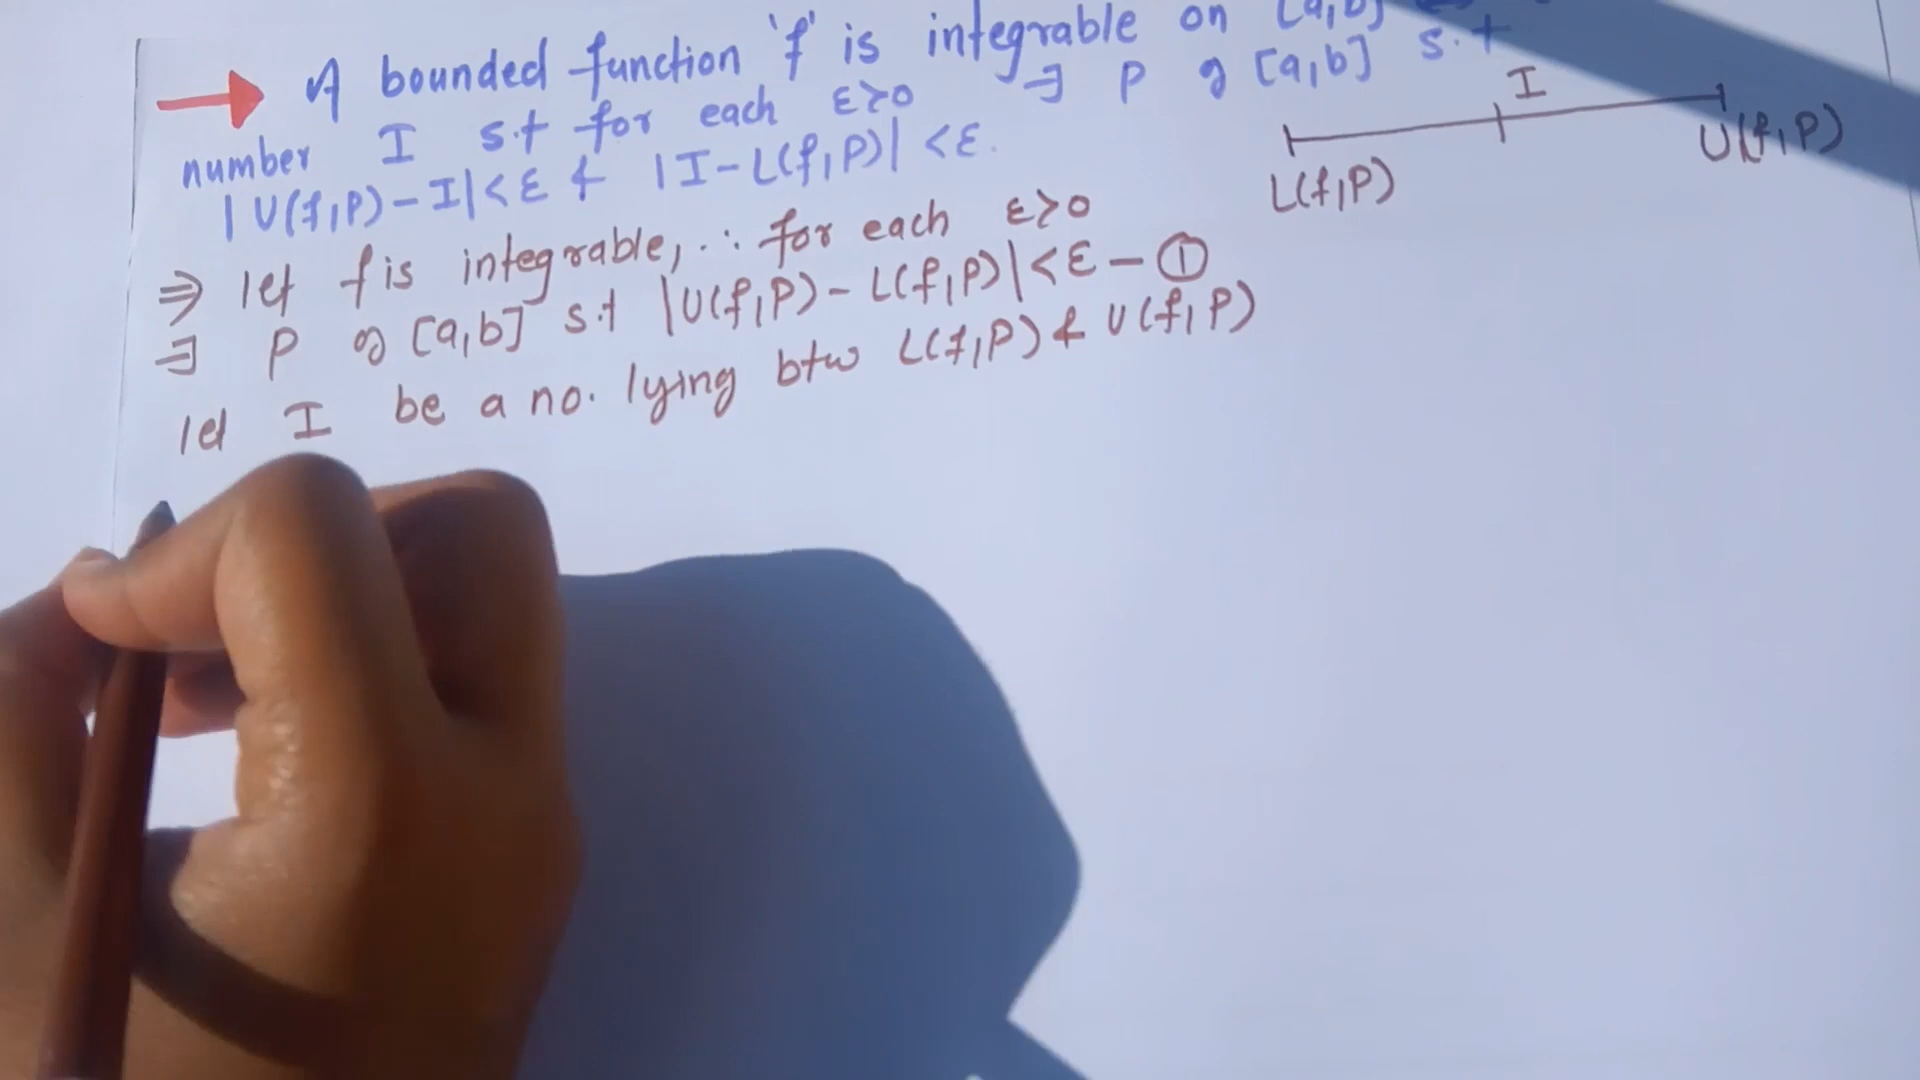 A bounded function 'f' is integrable on [a,b]
number I s.t for each ε>0 ∃ P of [a,b] s.t
|U(f,P)-I|<ε & |I-L(f,P)|<ε.
I
L(f,P) U(f,P)
⇒ let f is integrable, ∴ for each ε>0
∃ P of [a,b] s.t |U(f,P)-L(f,P)|<ε-①
let I be a no. lying btw L(f,P) & U(f,P)